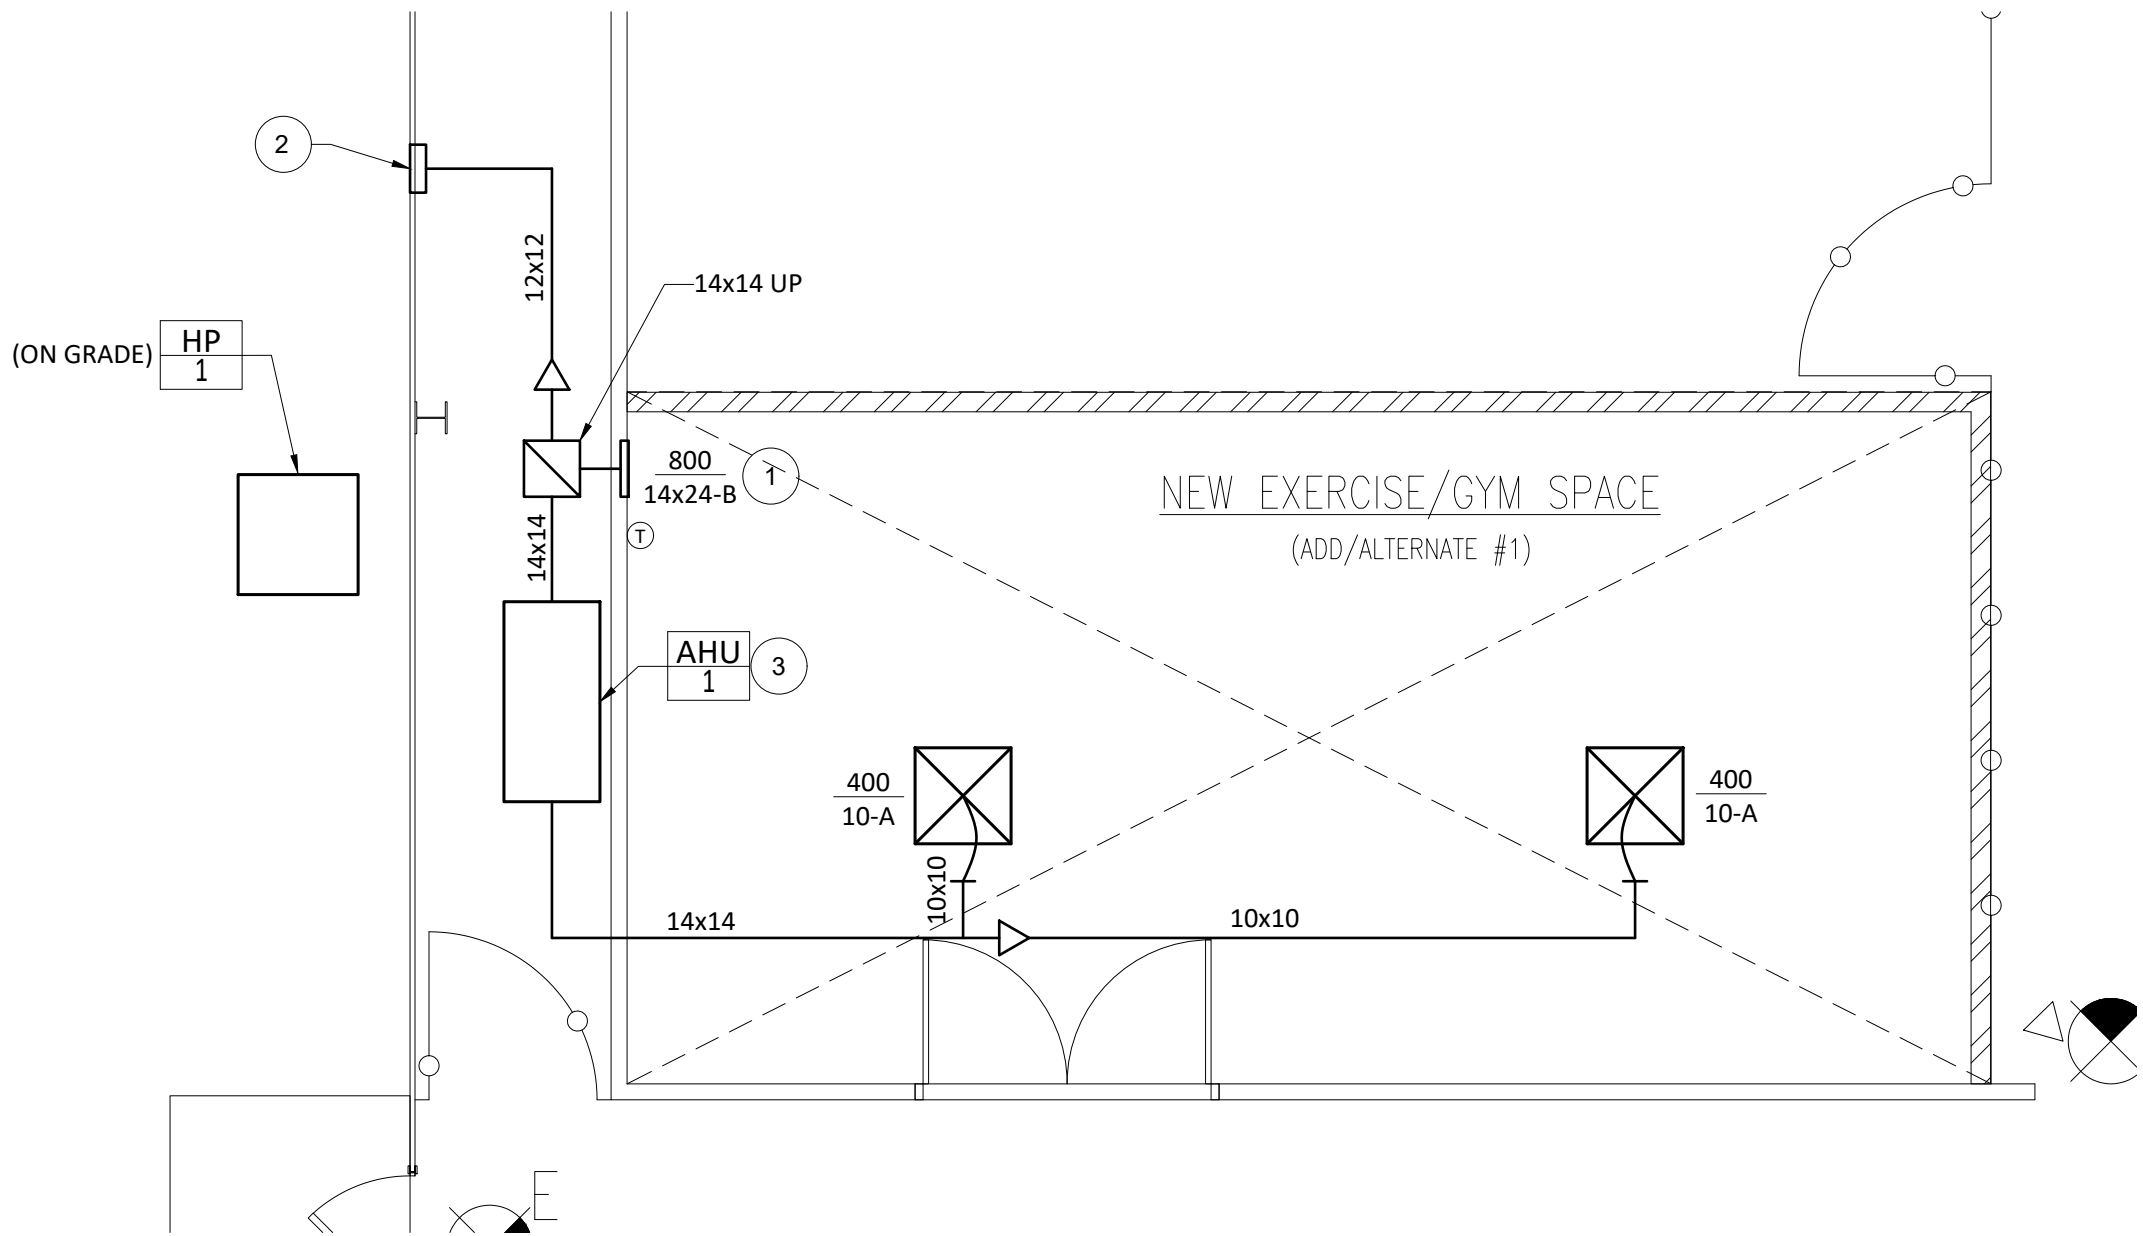 2
12x12
14x14 UP
(ON GRADE)
HP
1
800
14x24-B
1
NEW EXERCISE/GYM SPACE
(ADD/ALTERNATE #1)
T
14x14
AHU
1
3
400
10-A
400
10-A
10x10
14x14
10x10
E